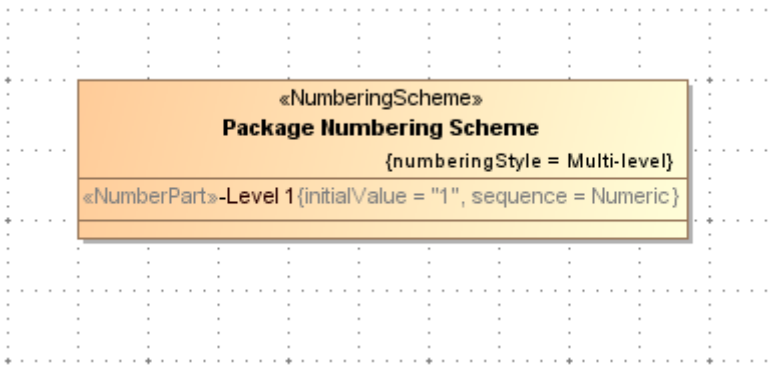 «NumberingScheme»
Package Numbering Scheme
{numberingStyle = Multi-level}
«NumberPart»-Level 1{initialValue = "1", sequence = Numeric}